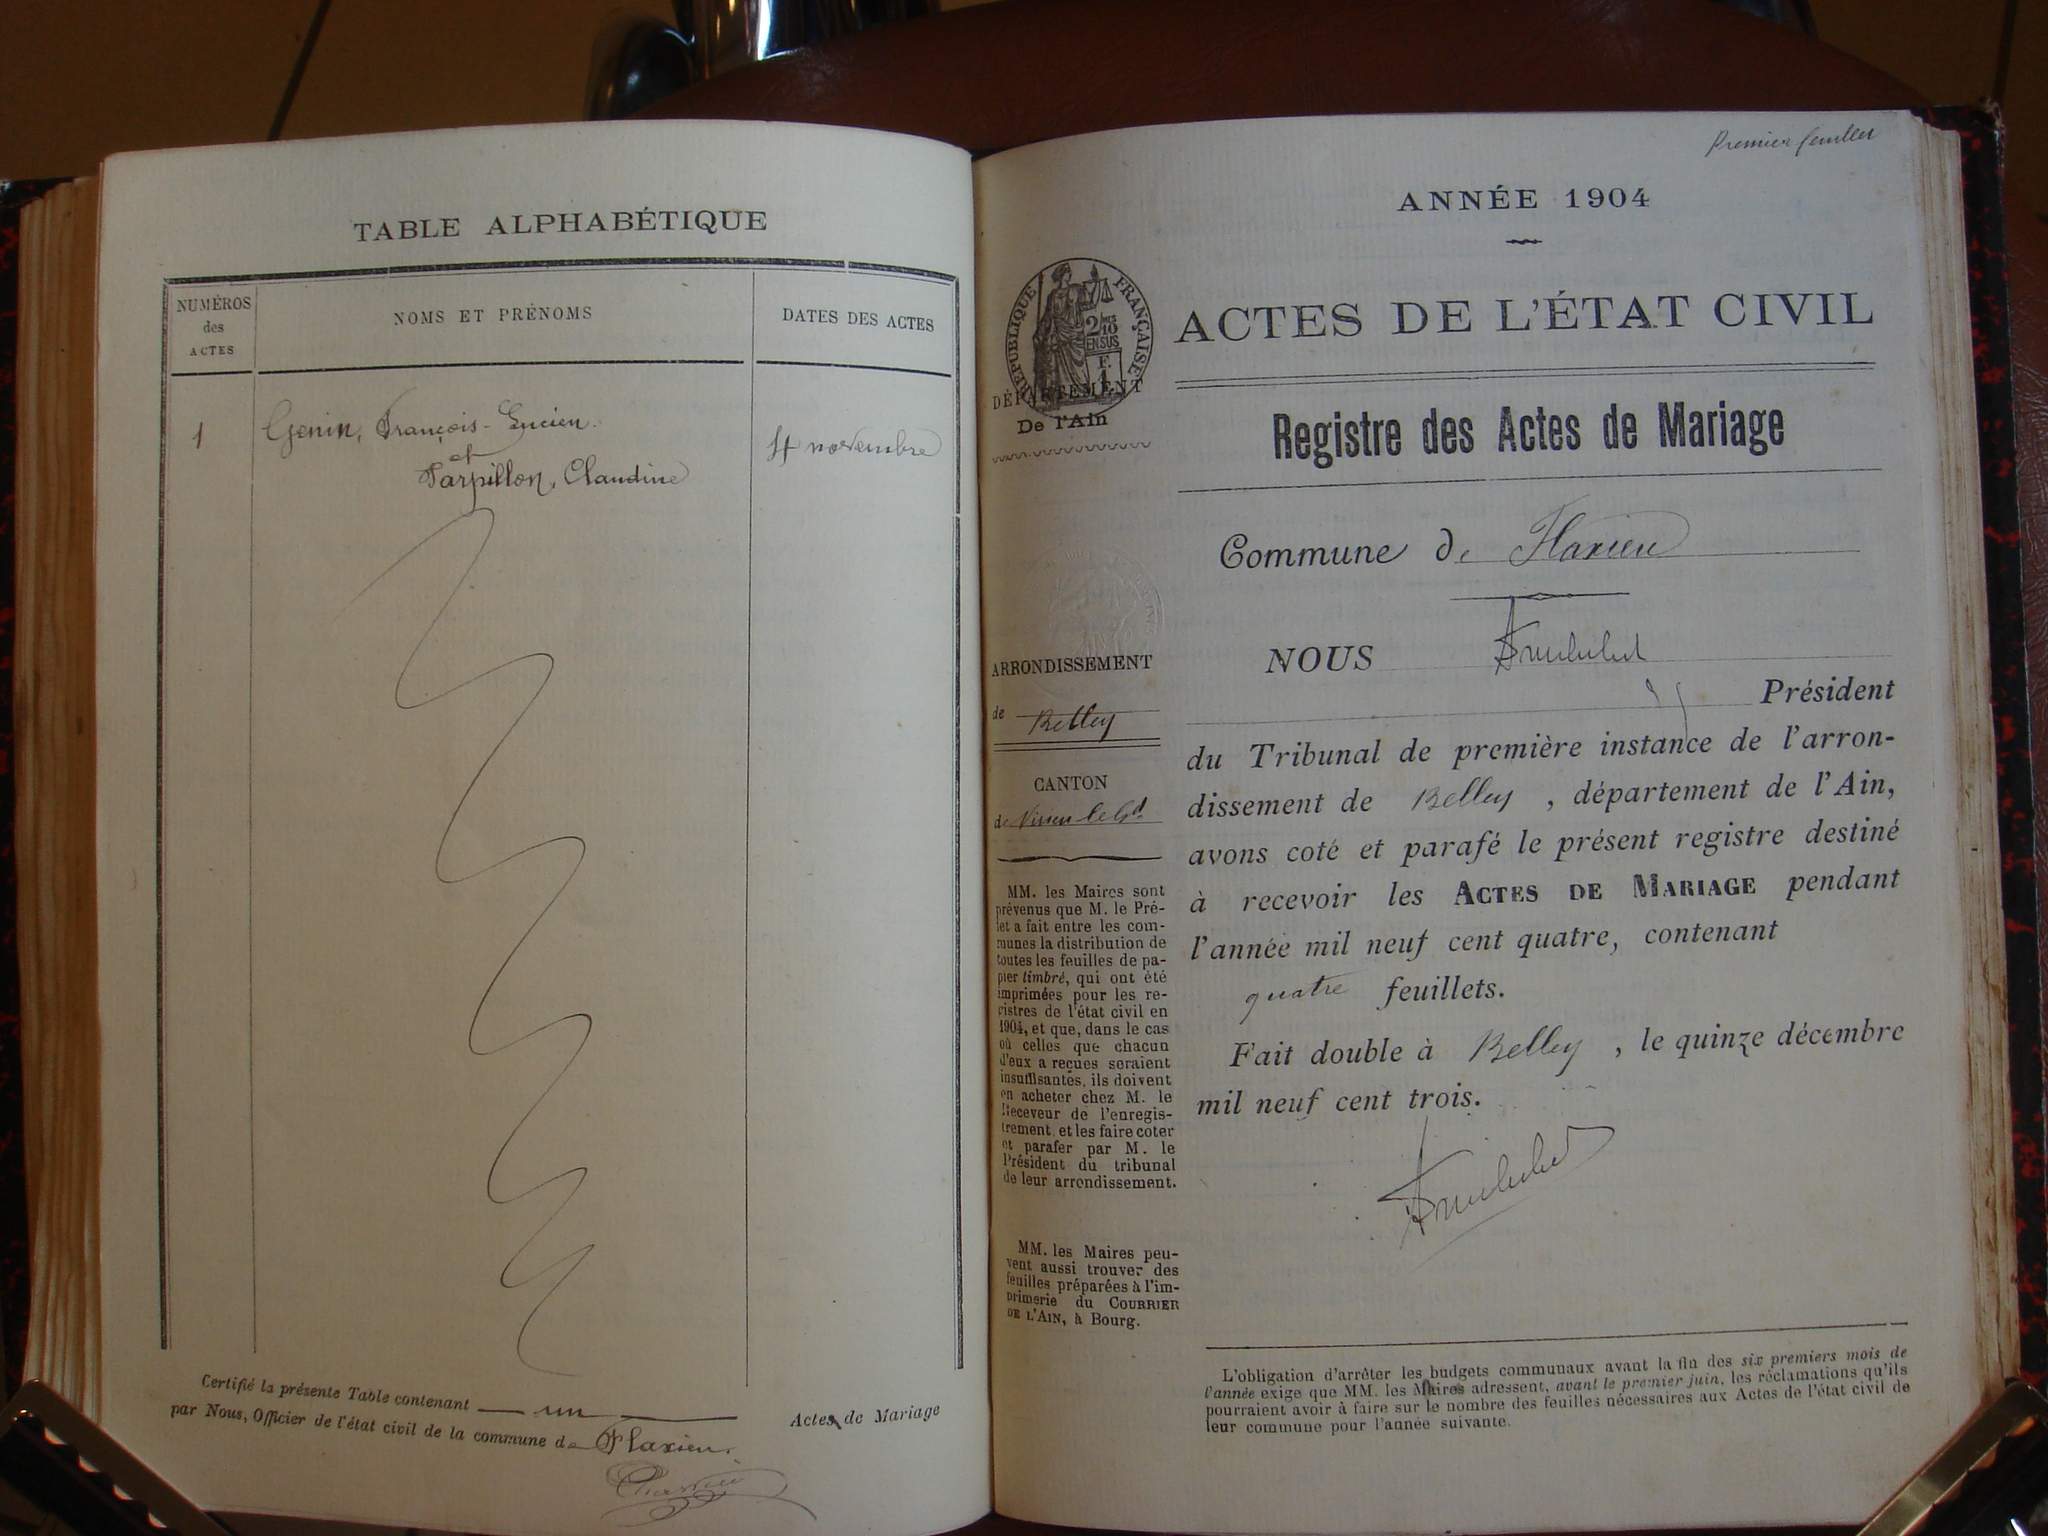 TABLE ALPHABÉTIQUE
NUMÉROS
des
ACTES
NOMS ET PRÉNOMS
DATES DES ACTES
1
Genin, François-Lucien
et
Tarpillon, Claudine
4 novembre
Certifié la présente Table contenant un Actes de Mariage
par Nous, Officier de l'état civil de la commune de Flaxieu.
Premier feuillet
ANNÉE 1904
RÉPUBLIQUE FRANÇAISE
2/10
EN SUS
F.
1
DÉPARTEMENT
De l'Ain
ACTES DE L'ÉTAT CIVIL
Registre des Actes de Mariage
Commune de Flaxieu
ARRONDISSEMENT
de Belley
CANTON
de Virieu-le-Gd
MM. les Maires sont
prévenus que M. le Pré-
fet a fait entre les com-
munes la distribution de
toutes les feuilles de pa-
pier timbré, qui ont été
imprimées pour les re-
gistres de l'état civil en
1904, et que, dans le cas
où celles que chacun
d'eux a reçues seraient
insuffisantes, ils doivent
en acheter chez M. le
Receveur de l'enregis-
trement, et les faire coter
et parafer par M. le
Président du tribunal
de leur arrondissement.
MM. les Maires peu-
vent aussi trouver des
feuilles préparées à l'im-
primerie du COURRIER
DE L'AIN, à Bourg.
NOUS
Président
du Tribunal de première instance de l'arron-
dissement de Belley, département de l'Ain,
avons coté et parafé le présent registre destiné
à recevoir les ACTES DE MARIAGE pendant
l'année mil neuf cent quatre, contenant
quatre feuillets.
Fait double à Belley, le quinze décembre
mil neuf cent trois.
L'obligation d'arrêter les budgets communaux avant la fin des six premiers mois de
l'année exige que MM. les Maires adressent, avant le premier juin, les réclamations qu'ils
pourraient avoir à faire sur le nombre des feuilles nécessaires aux Actes de l'état civil de
leur commune pour l'année suivante.